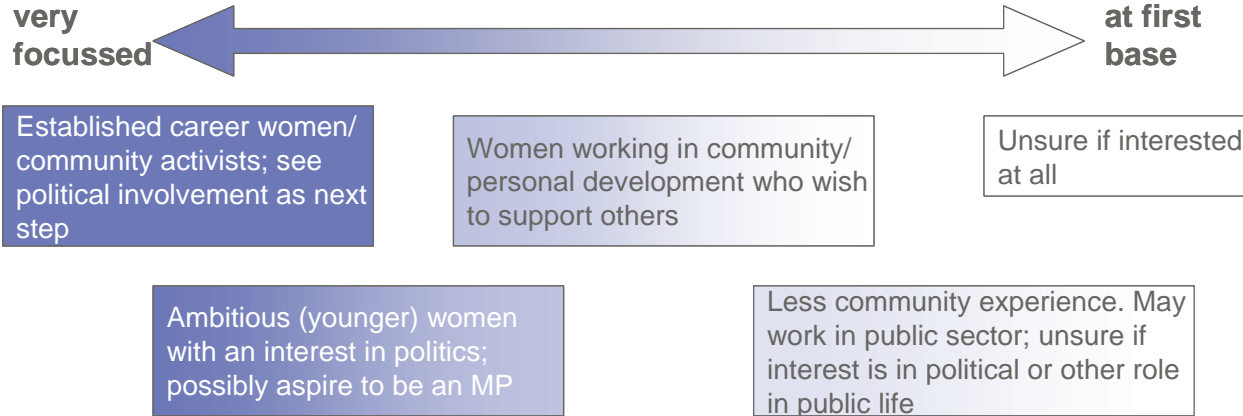 very
focussed
at first
base
Established career women/
community activists; see
political involvement as next
step
Women working in community/
personal development who wish
to support others
Unsure if interested
at all
Ambitious (younger) women
with an interest in politics;
possibly aspire to be an MP
Less community experience. May
work in public sector; unsure if
interest is in political or other role
in public life